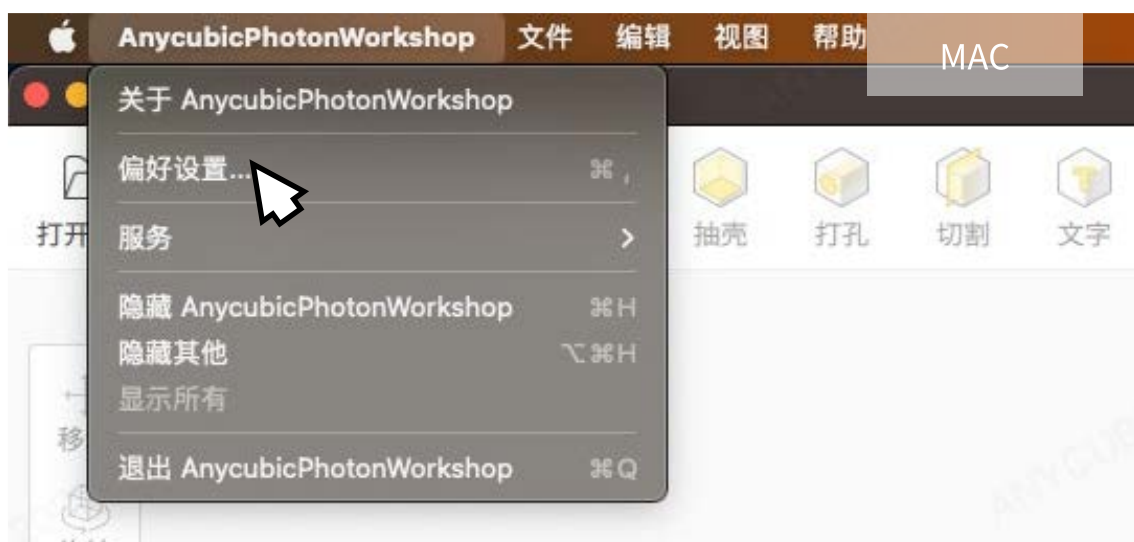 AnycubicPhotonWorkshop 文件 编辑 视图 帮助
MAC
关于 AnycubicPhotonWorkshop
偏好设置... ⌘ ,
打开
服务
抽壳 打孔 切割 文字
隐藏 AnycubicPhotonWorkshop ⌘H
隐藏其他 ⌥⌘H
显示所有
移
退出 AnycubicPhotonWorkshop ⌘Q